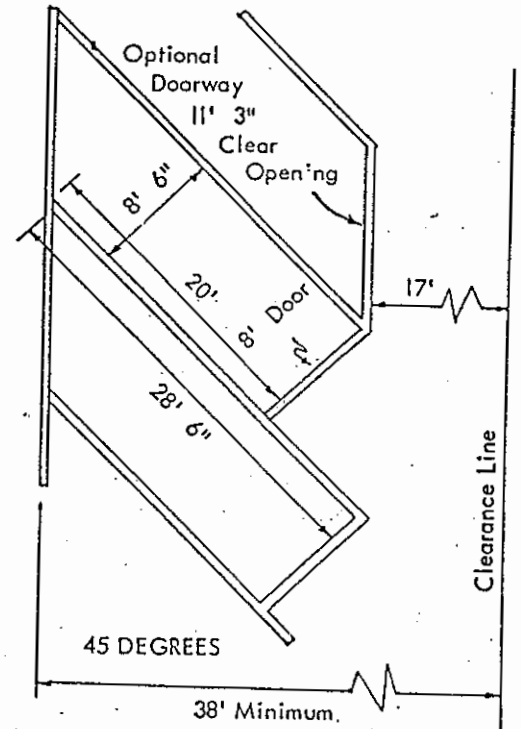 Optional
Doorway
11' 3"
Clear
Opening
8' 6"
20'
8' Door
17'
28' 6"
Clearance Line
45 DEGREES
38' Minimum